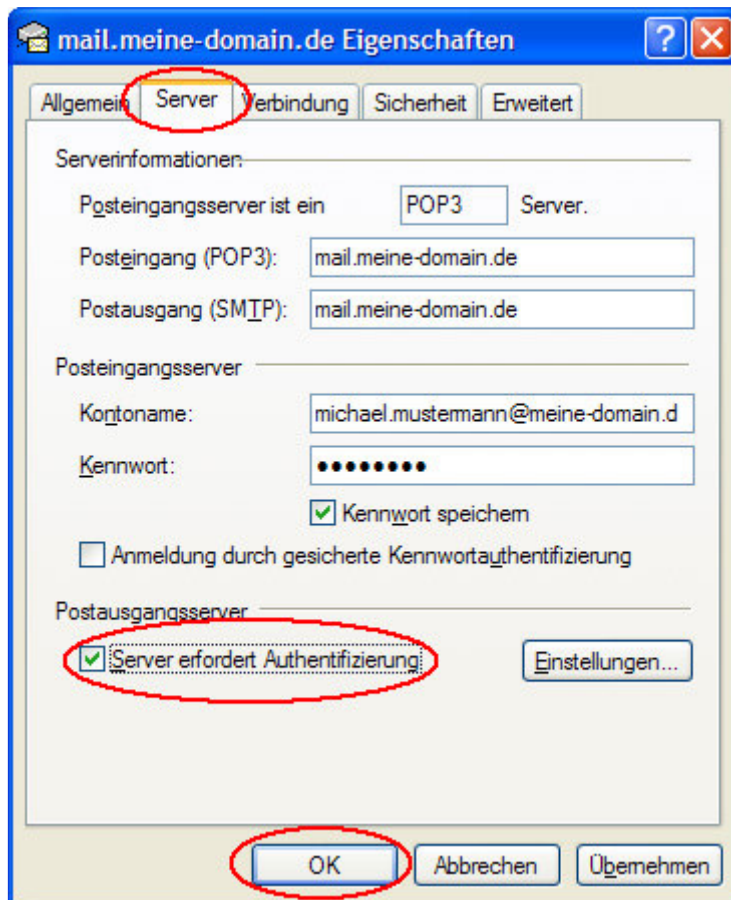 mail.meine-domain.de Eigenschaften
Allgemein Server Verbindung Sicherheit Erweitert
Serverinformationen
Posteingangsserver ist ein POP3 Server.
Posteingang (POP3): mail.meine-domain.de
Postausgang (SMTP): mail.meine-domain.de
Posteingangsserver
Kontoname: michael.mustermann@meine-domain.d
Kennwort: ●●●●●●●●
Kennwort speichern
Anmeldung durch gesicherte Kennwortauthentifizierung
Postausgangsserver
Server erfordert Authentifizierung Einstellungen...
OK Abbrechen Übernehmen